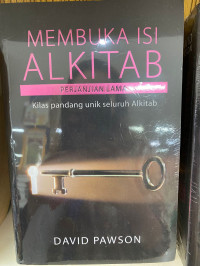 MEMBUKA ISI
ALKITAB
PERJANJIAN LAMA
Kilas pandang unik seluruh Alkitab
DAVID PAWSON